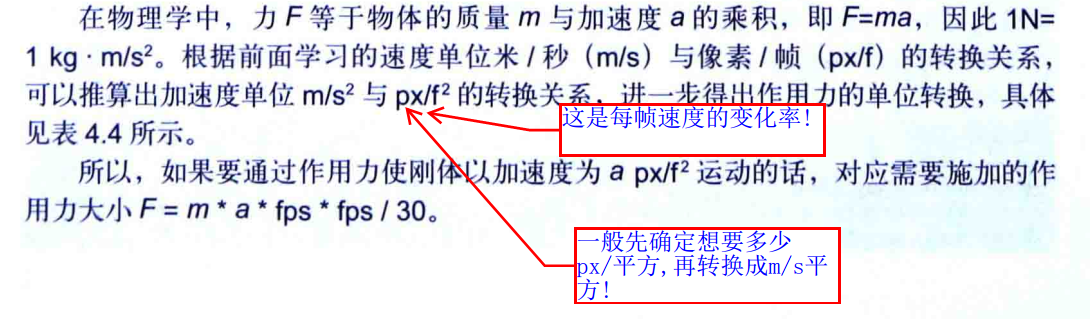 在物理学中，力 F 等于物体的质量 m 与加速度 a 的乘积，即 F=ma，因此 1N=
1 kg · m/s²。根据前面学习的速度单位米 / 秒（m/s）与像素 / 帧（px/f）的转换关系，
可以推算出加速度单位 m/s² 与 px/f² 的转换关系，进一步得出作用力的单位转换，具体
这是每帧速度的变化率!
见表 4.4 所示。
所以，如果要通过作用力使刚体以加速度为 a px/f² 运动的话，对应需要施加的作
用力大小 F = m * a * fps * fps / 30。
一般先确定想要多少
px/平方,再转换成m/s平
方!